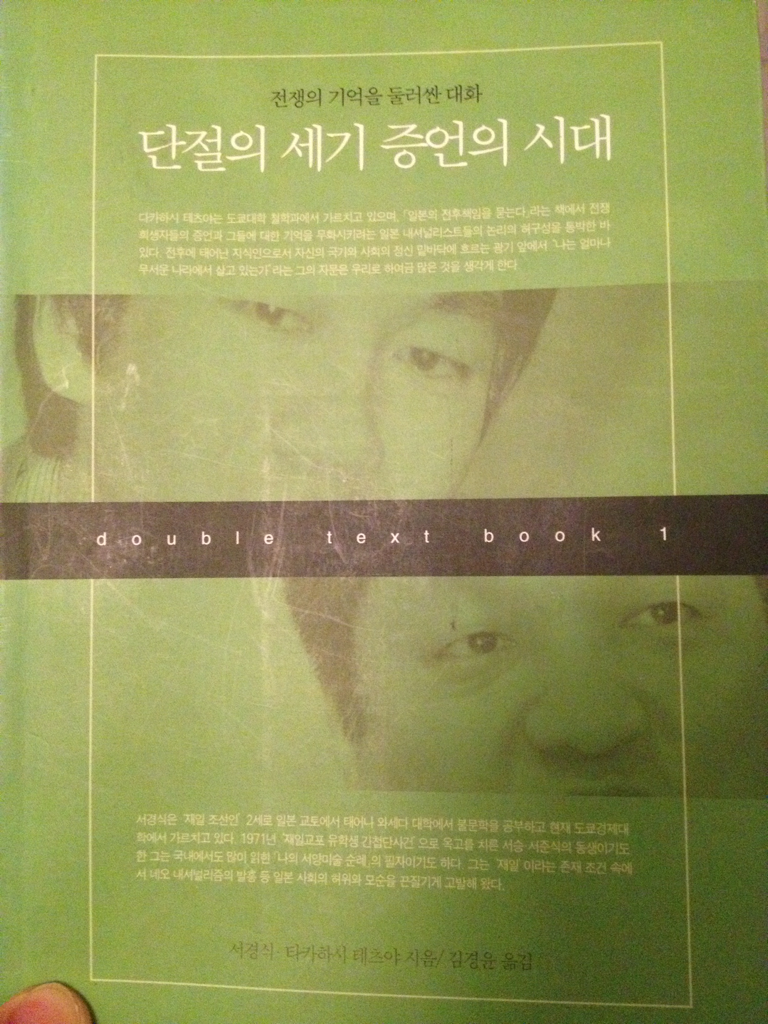 전쟁의 기억을 둘러싼 대화
단절의 세기 증언의 시대
다카하시 테츠야는 도쿄대학 철학과에서 가르치고 있으며, 「일본의 전후책임을 묻는다」라는 책에서 전쟁
희생자들의 증언과 그들에 대한 기억을 우화시키려는 일본 내셔널리스트들의 논리의 허구성을 통박한 바
있다. 전후에 태어난 지식인으로서 자신의 국가와 사회의 정신 밑바닥에 흐르는 광기 앞에서 "나는 얼마나
무서운 나라에서 살고 있는가"라는 그의 자문은 우리로 하여금 많은 것을 생각게 한다.
double text book 1
서경식은 '재일 조선인' 2세로 일본 교토에서 태어나 와세다 대학에서 불문학을 공부하고 현재 도쿄경제대
학에서 가르치고 있다. 1971년 '재일교포 유학생 간첩단사건'으로 옥고를 치른 서승·서준식의 동생이기도
한 그는 국내에서도 많이 읽힌 「나의 서양미술 순례」의 필자이기도 하다. 그는 '재일'이라는 존재 조건 속에
서 네오 내셔널리즘의 발흥 등 일본 사회의 허위와 모순을 끈질기게 고발해 왔다.
서경식·타카하시 테츠야 지음/김경윤 옮김